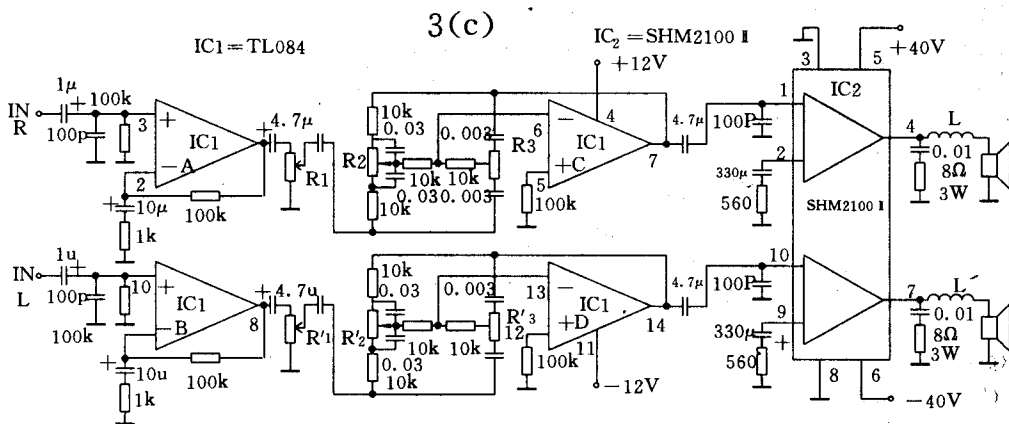 3(c)
IC1=TL084
IC2=SHM2100 Ⅱ
+12V
+40V
3
5
1μ
+
100k
IN
R
100p
3
+
IC1
-A
2
+
4.7μ
R1
+
10μ
100k
1k
10k
0.03
R2
10k
10k
0.03
10k
0.003
R3
0.003
6
-
4
IC1
+C
5
7
100k
4.7μ
100P
1
IC2
2
330μ
560
SHM2100 Ⅱ
4
L
0.01
8Ω
3W
1u
+
IN
L
100p
10
+
IC1
-B
8
+
4.7u
R'1
100k
+
10u
100k
1k
10k
0.03
R'2
10k
10k
0.03
10k
0.003
R'3
12
13
-
IC1
+D
11
14
100k
-12V
4.7μ
100P
10
9
330μ
+
560
7
L
0.01
8Ω
3W
8
6
-40V